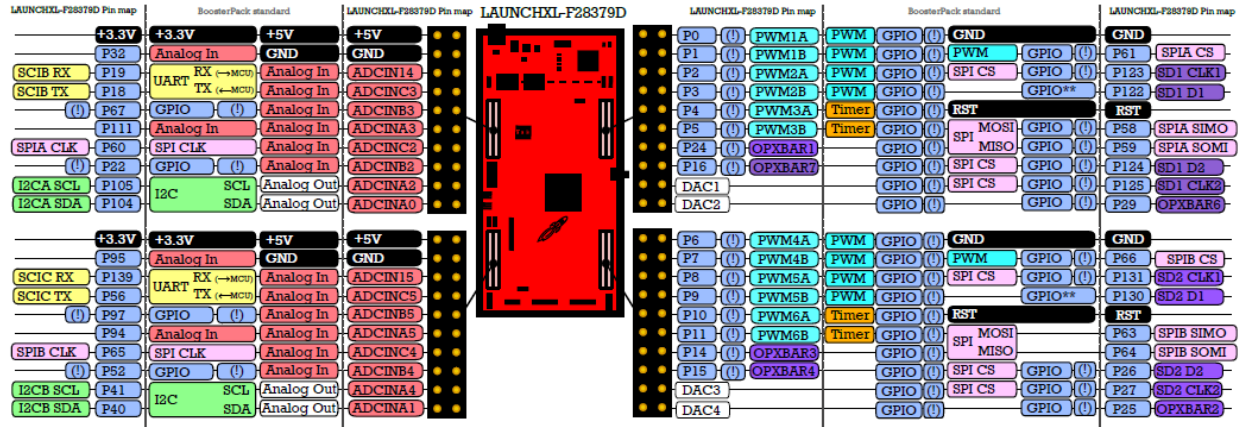 LAUNCHXL-F28379D Pin map BoosterPack standard LAUNCHXL-F28379D Pin map LAUNCHXL-F28379D LAUNCHXL-F28379D Pin map BoosterPack standard LAUNCHXL-F28379D Pin map
+3.3V +3.3V +5V +5V P0 (!) PWM1A PWM GPIO (!) GND GND
P32 Analog In GND GND P1 (!) PWM1B PWM GPIO (!) PWM GPIO (!) P61 SPIA CS
SCIB RX P19 UART RX (→MCU) Analog In ADCIN14 P2 (!) PWM2A PWM GPIO (!) SPI CS GPIO (!) P123 SD1 CLK1
SCIB TX P18 TX (←MCU) Analog In ADCINC3 P3 (!) PWM2B PWM GPIO (!) GPIO** P122 SD1 D1
(!) P67 GPIO (!) Analog In ADCINB3 P4 (!) PWM3A Timer GPIO (!) RST RST
P111 Analog In Analog In ADCINA3 P5 (!) PWM3B Timer GPIO (!) SPI MOSI GPIO (!) P58 SPIA SIMO
SPIA CLK P60 SPI CLK Analog In ADCINC2 P24 (!) OPXBAR1 GPIO (!) MISO GPIO (!) P59 SPIA SOMI
(!) P22 GPIO (!) Analog In ADCINB2 P16 (!) OPXBAR7 GPIO (!) SPI CS GPIO (!) P124 SD1 D2
I2CA SCL P105 I2C SCL Analog Out ADCINA2 DAC1 GPIO (!) SPI CS GPIO (!) P125 SD1 CLK2
I2CA SDA P104 SDA Analog Out ADCINA0 DAC2 GPIO (!) GPIO (!) P29 OPXBAR6
+3.3V +3.3V +5V +5V P6 (!) PWM4A PWM GPIO (!) GND GND
P95 Analog In GND GND P7 (!) PWM4B PWM GPIO (!) PWM GPIO (!) P66 SPIB CS
SCIC RX P139 UART RX (→MCU) Analog In ADCIN15 P8 (!) PWM5A PWM GPIO (!) SPI CS GPIO (!) P131 SD2 CLK1
SCIC TX P56 TX (←MCU) Analog In ADCINC5 P9 (!) PWM5B PWM GPIO (!) GPIO** P130 SD2 D1
(!) P97 GPIO (!) Analog In ADCINB5 P10 (!) PWM6A Timer GPIO (!) RST RST
P94 Analog In Analog In ADCINA5 P11 (!) PWM6B Timer GPIO (!) SPI MOSI P63 SPIB SIMO
SPIB CLK P65 SPI CLK Analog In ADCINC4 P14 (!) OPXBAR3 GPIO (!) MISO P64 SPIB SOMI
(!) P52 GPIO (!) Analog In ADCINB4 P15 (!) OPXBAR4 GPIO (!) SPI CS GPIO (!) P26 SD2 D2
I2CB SCL P41 I2C SCL Analog Out ADCINA4 DAC3 GPIO (!) SPI CS GPIO (!) P27 SD2 CLK2
I2CB SDA P40 SDA Analog Out ADCINA1 DAC4 GPIO (!) GPIO (!) P25 OPXBAR2